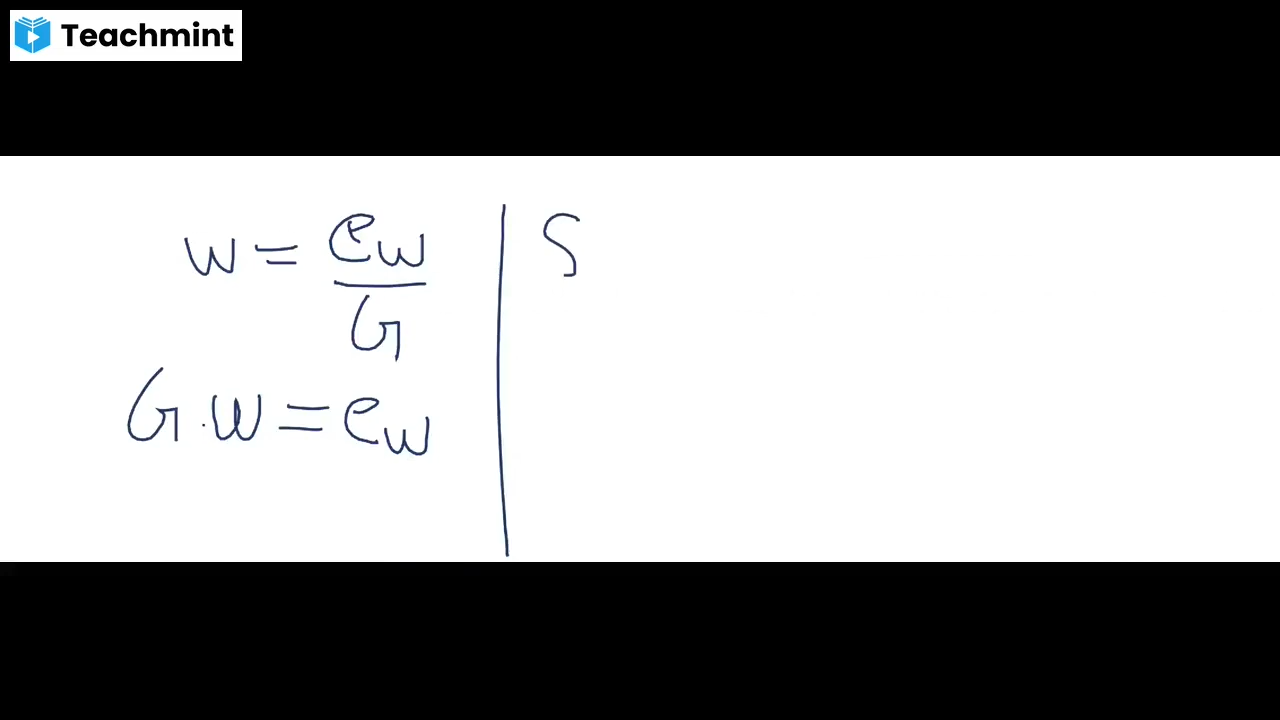 Teachmint
w = ew/G
G.w = ew
S